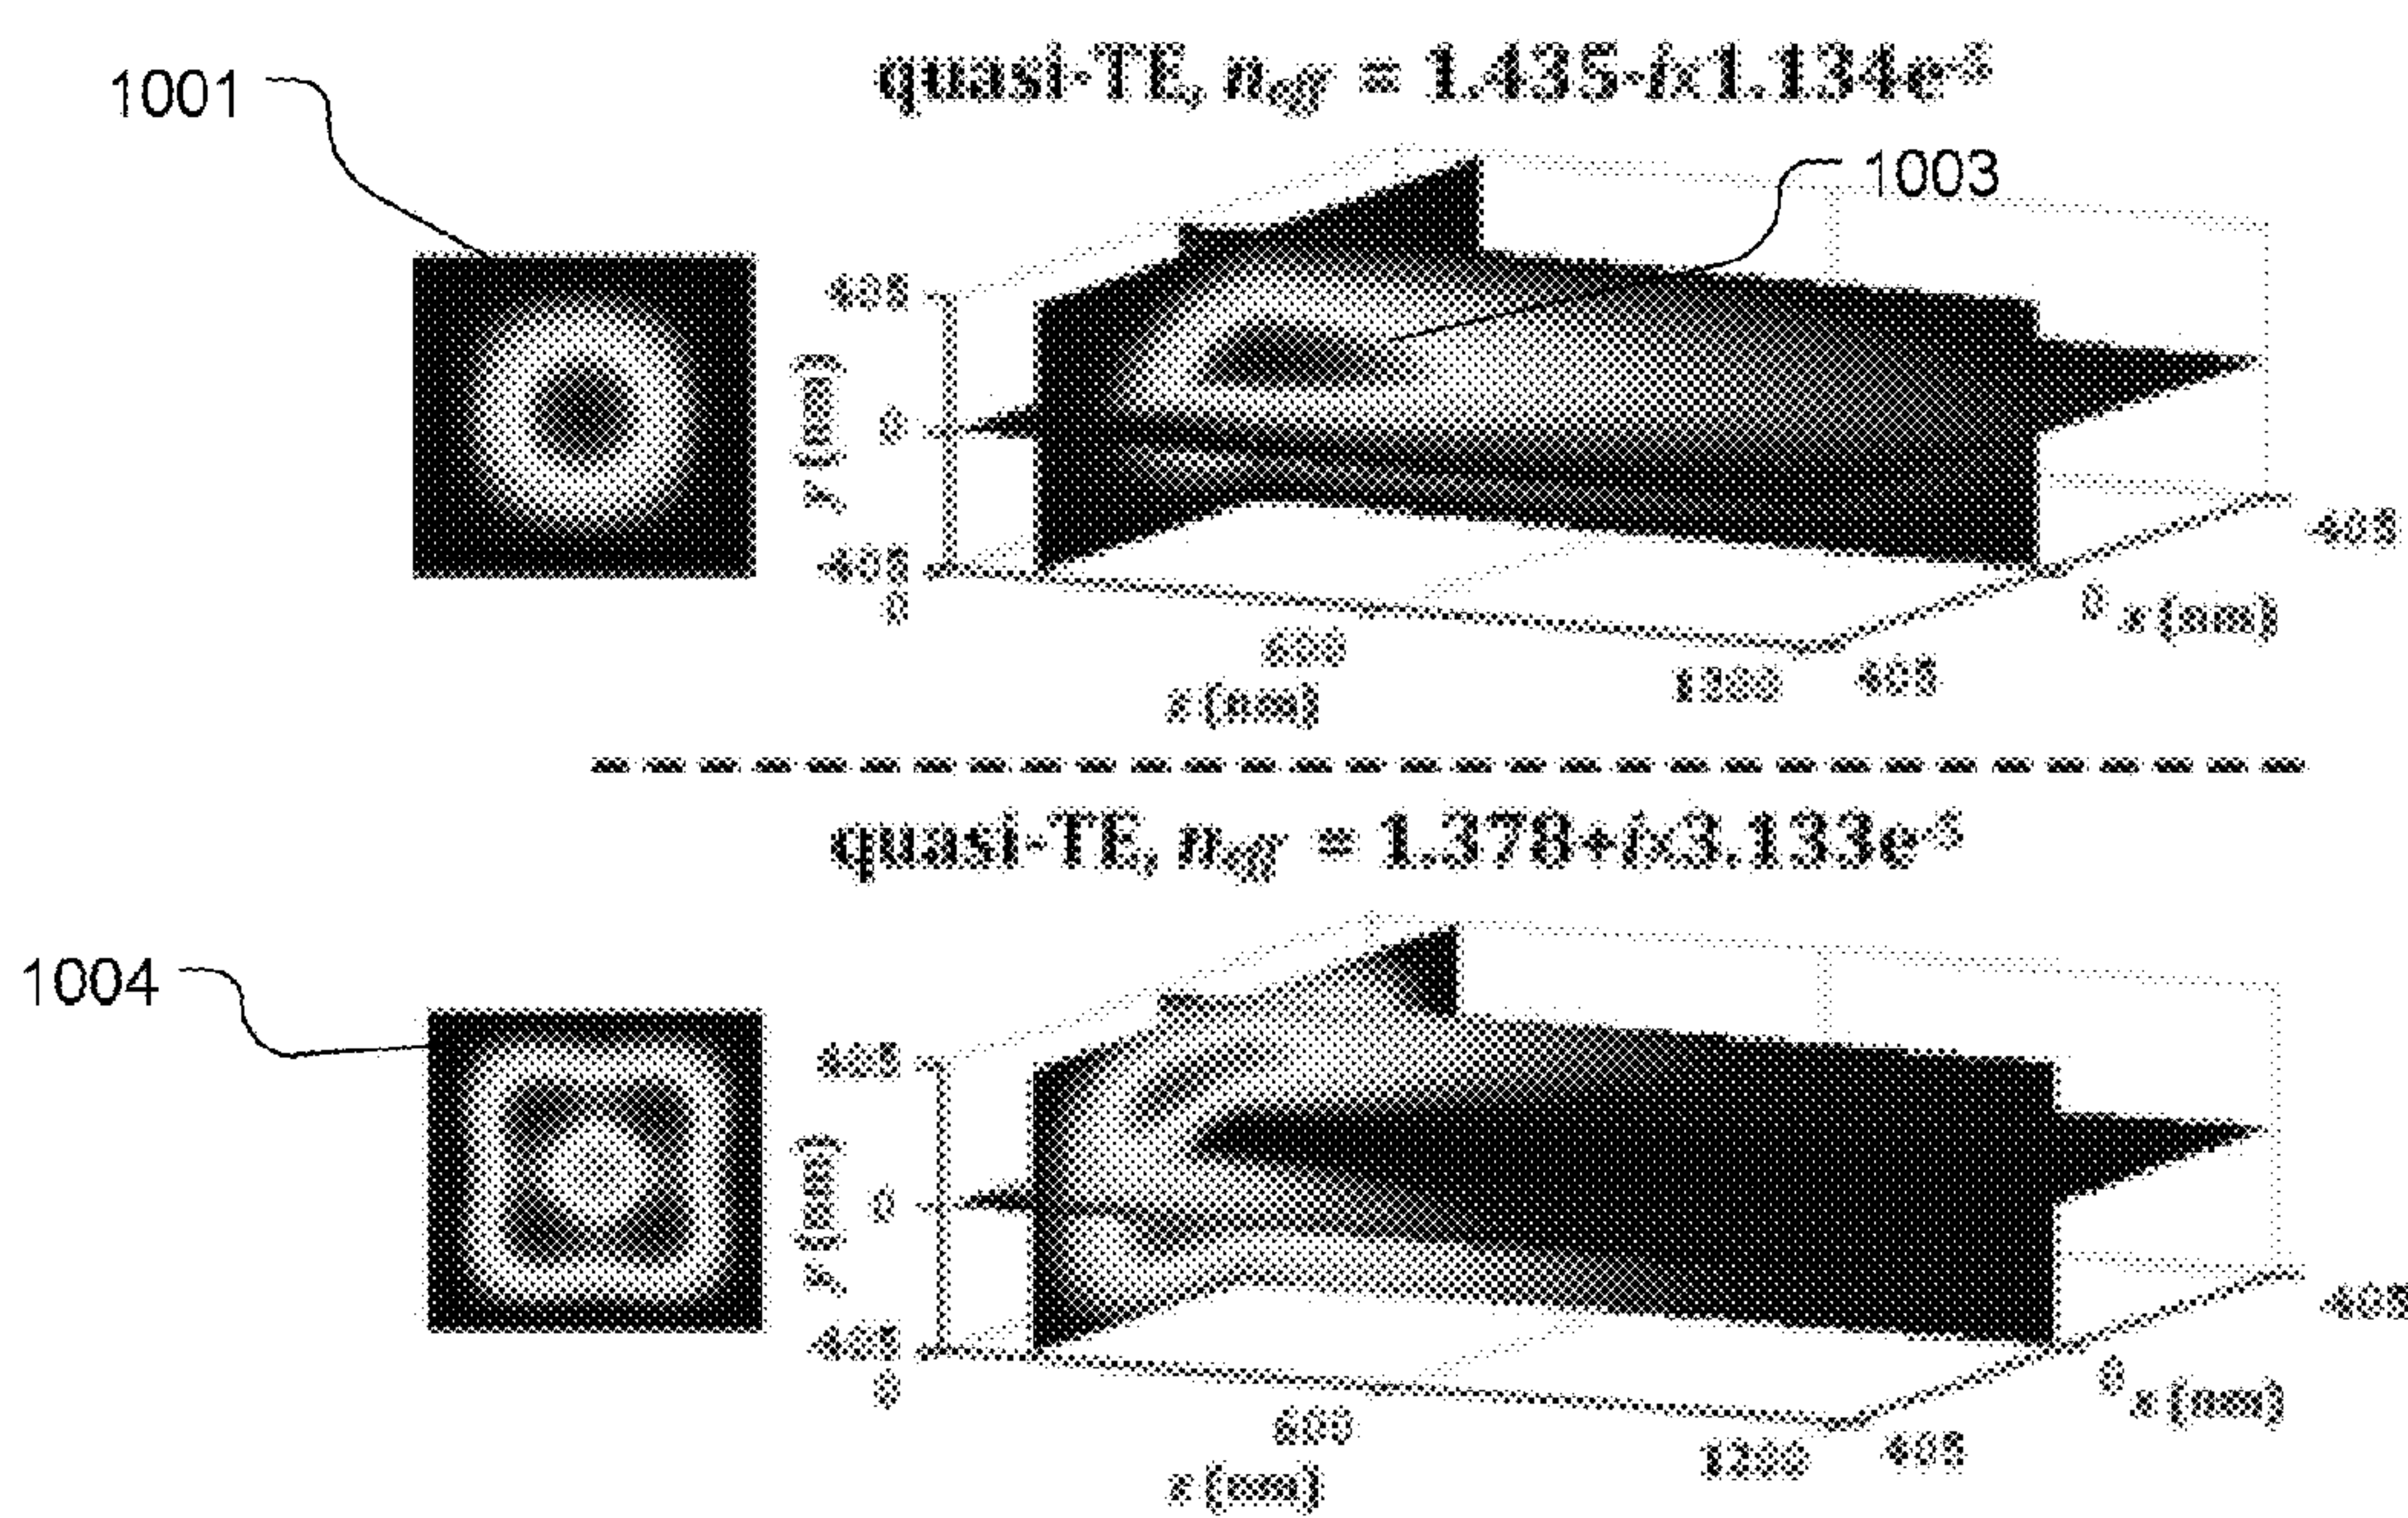 quasi-TE, neff = 1.435-i×1.134e-5
1001
1003
405
y (nm)
0
-405
0
600
z (nm)
1200
405
0
x (nm)
-405
quasi-TE, neff = 1.378+i×3.133e-5
1004
405
y (nm)
0
-405
0
600
z (nm)
1200
405
0
x (nm)
-405